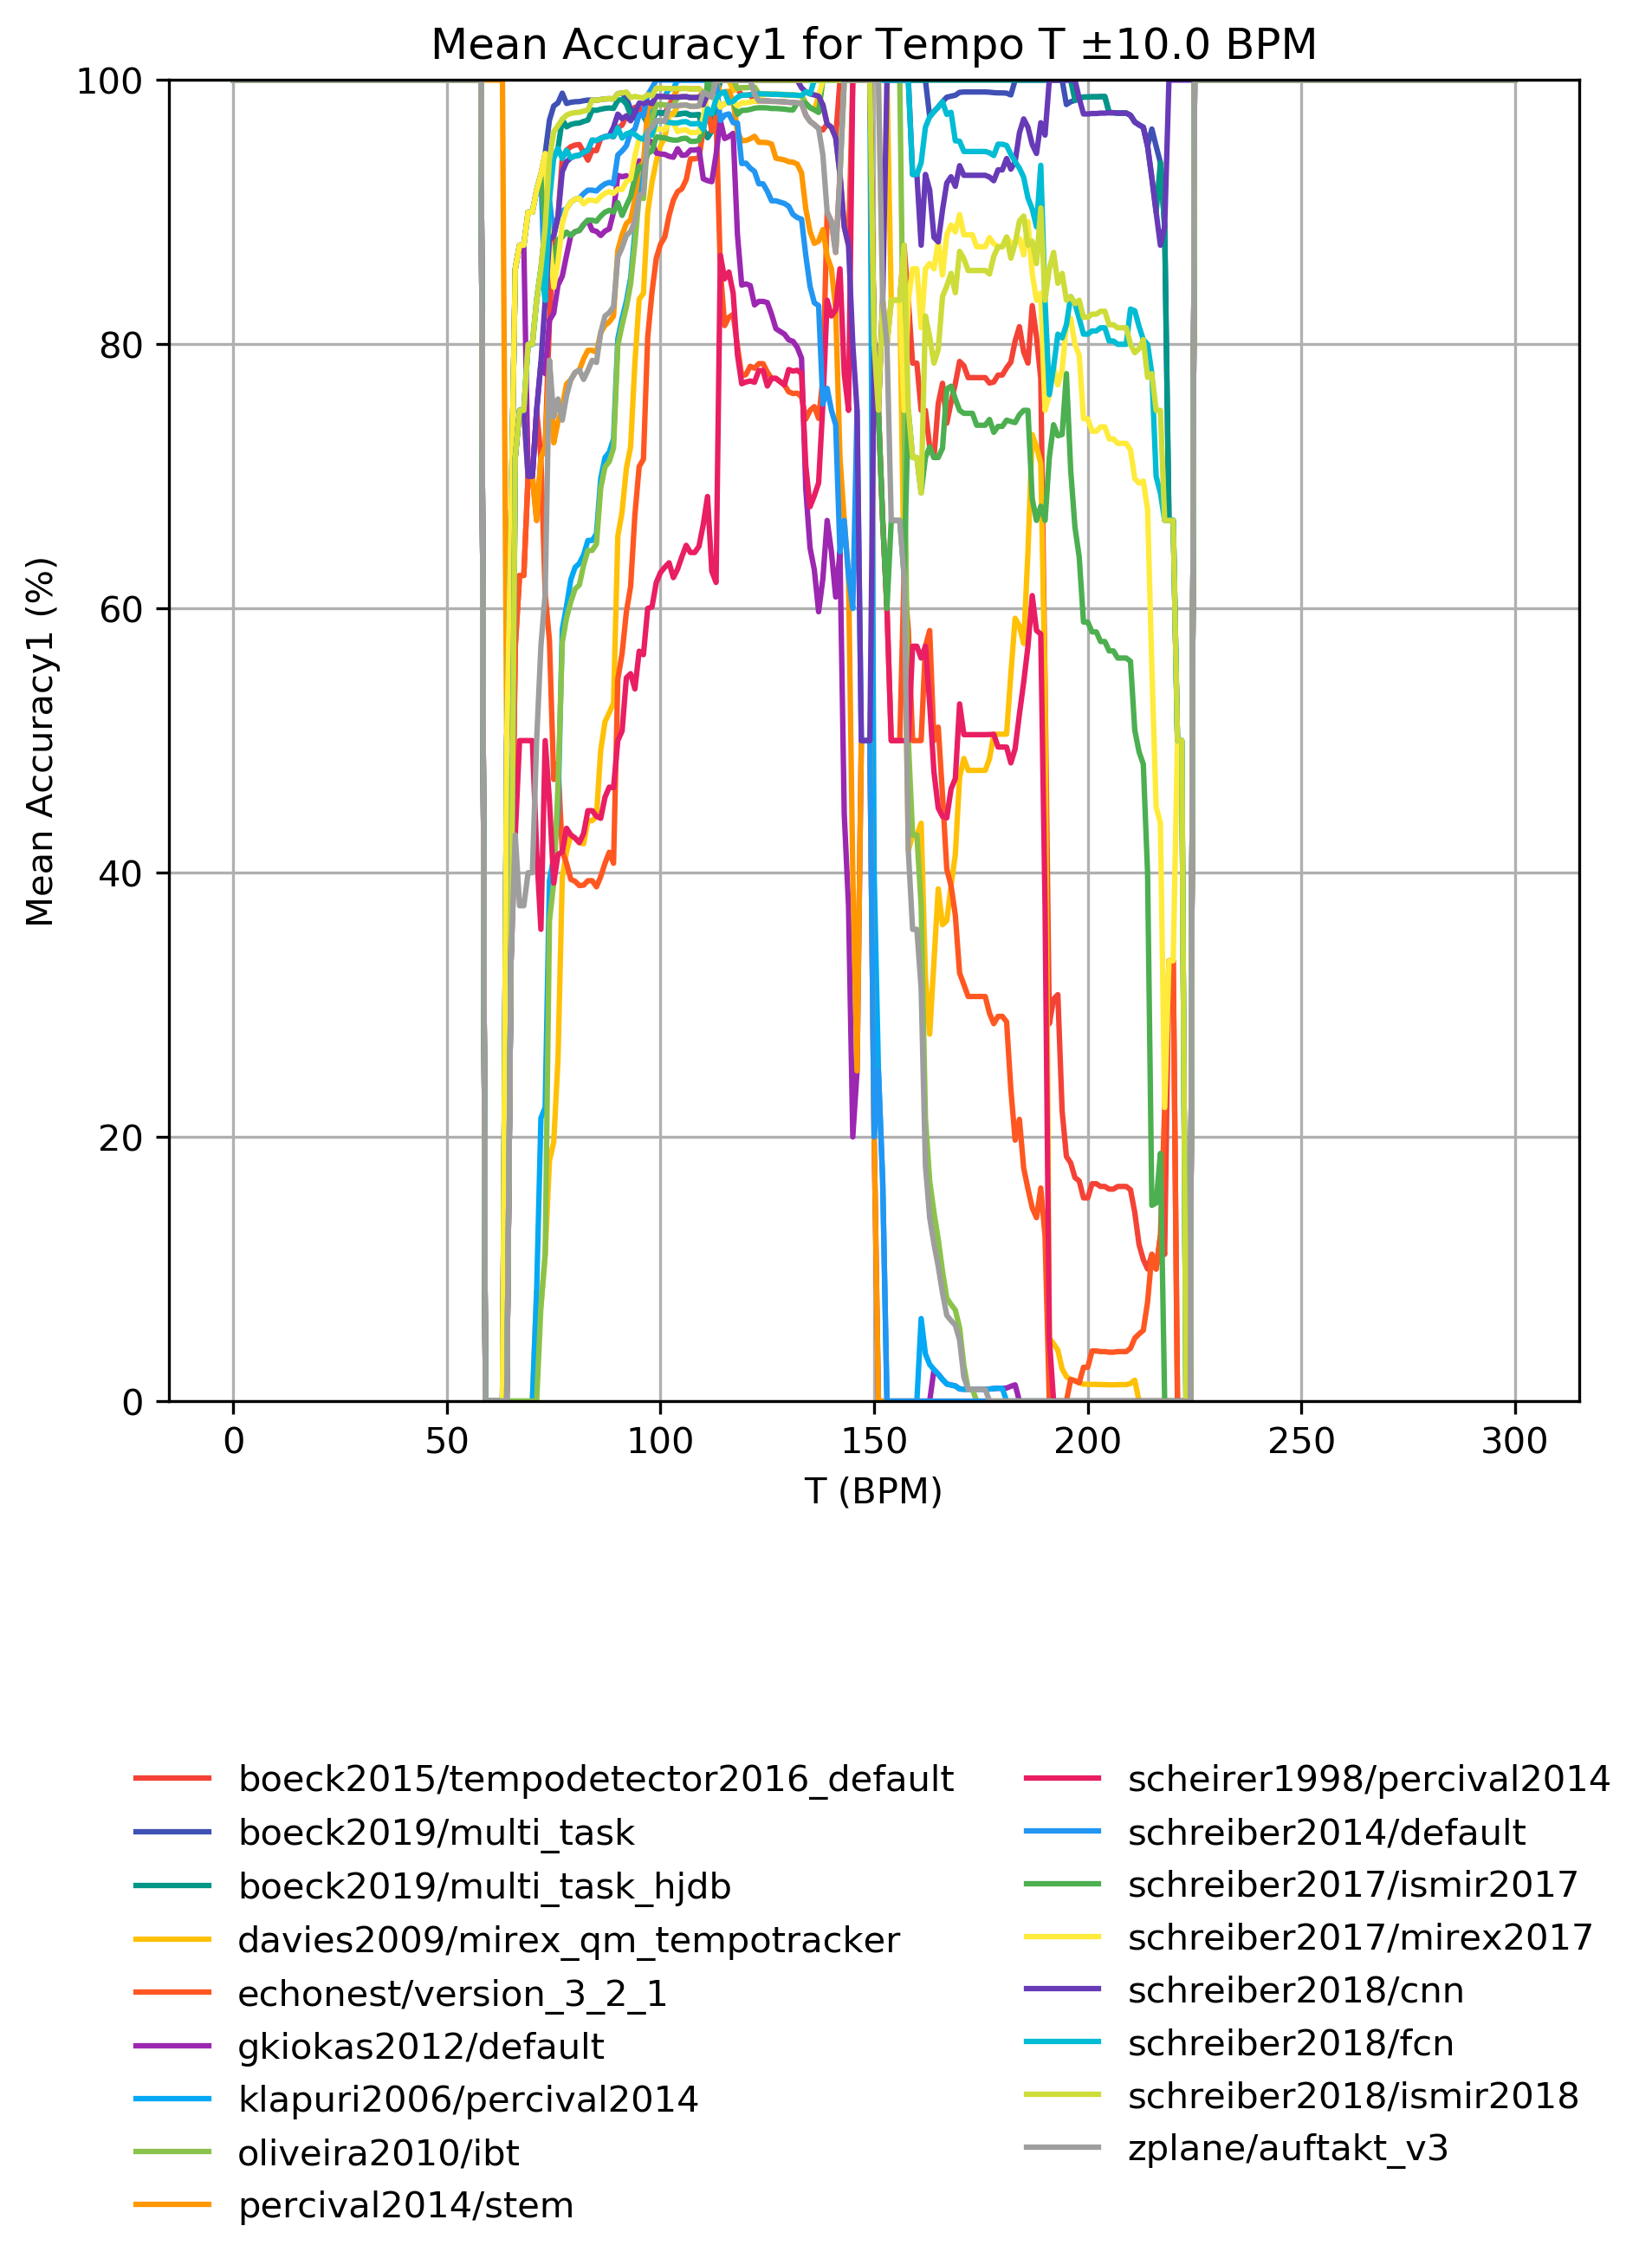 Mean Accuracy1 for Tempo T ±10.0 BPM
100
80
60
40
20
0
Mean Accuracy1 (%)
0 50 100 150 200 250 300
T (BPM)
boeck2015/tempodetector2016_default
boeck2019/multi_task
boeck2019/multi_task_hjdb
davies2009/mirex_qm_tempotracker
echonest/version_3_2_1
gkiokas2012/default
klapuri2006/percival2014
oliveira2010/ibt
percival2014/stem
scheirer1998/percival2014
schreiber2014/default
schreiber2017/ismir2017
schreiber2017/mirex2017
schreiber2018/cnn
schreiber2018/fcn
schreiber2018/ismir2018
zplane/auftakt_v3